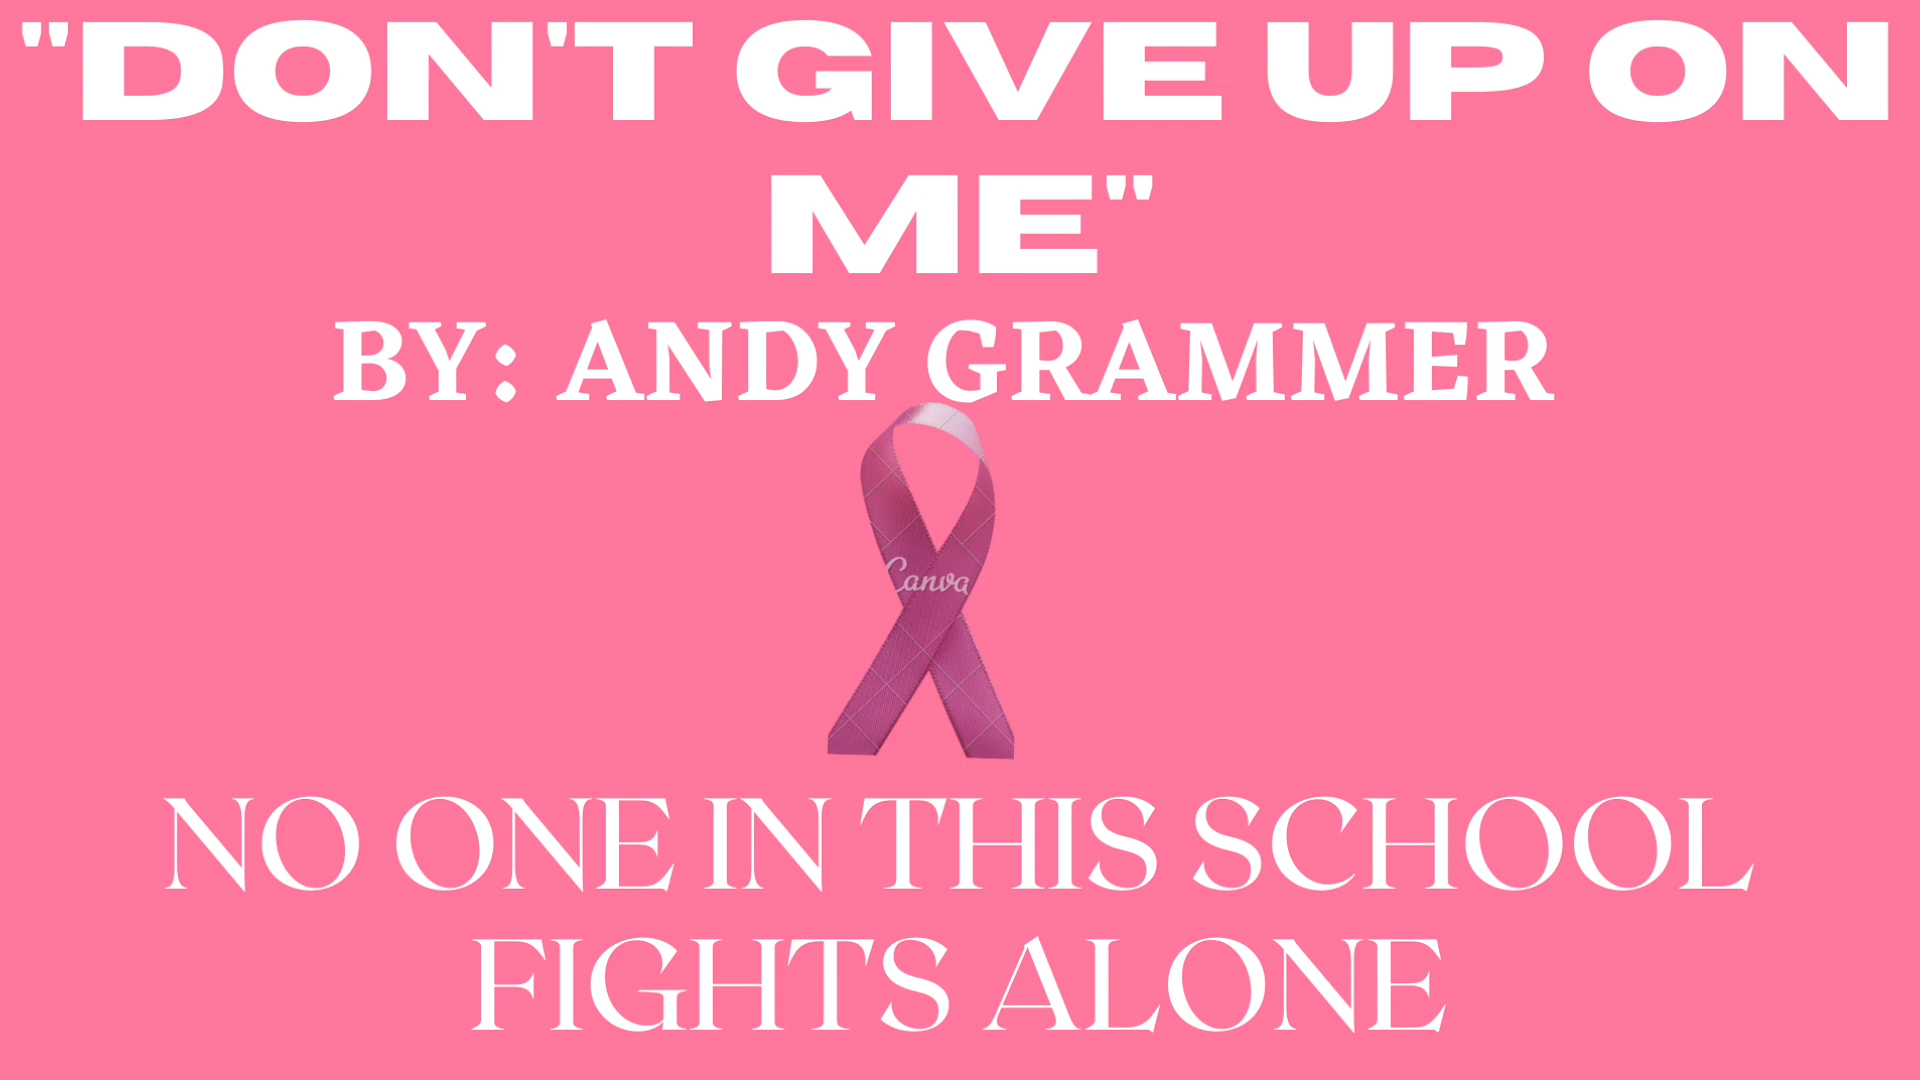 "DON'T GIVE UP ON
ME"
BY: ANDY GRAMMER
Canva
NO ONE IN THIS SCHOOL
FIGHTS ALONE